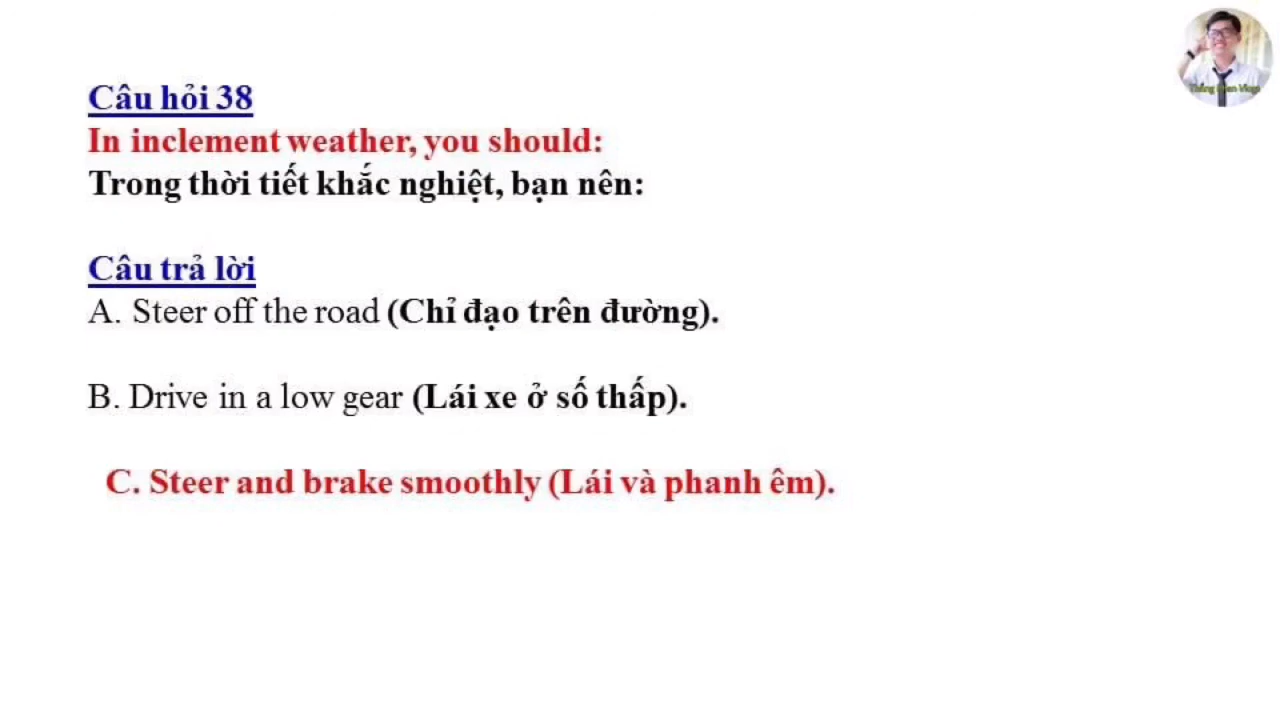 Câu hỏi 38
In inclement weather, you should:
Trong thời tiết khắc nghiệt, bạn nên:
Câu trả lời
A. Steer off the road (Chỉ đạo trên đường).
B. Drive in a low gear (Lái xe ở số thấp).
C. Steer and brake smoothly (Lái và phanh êm).